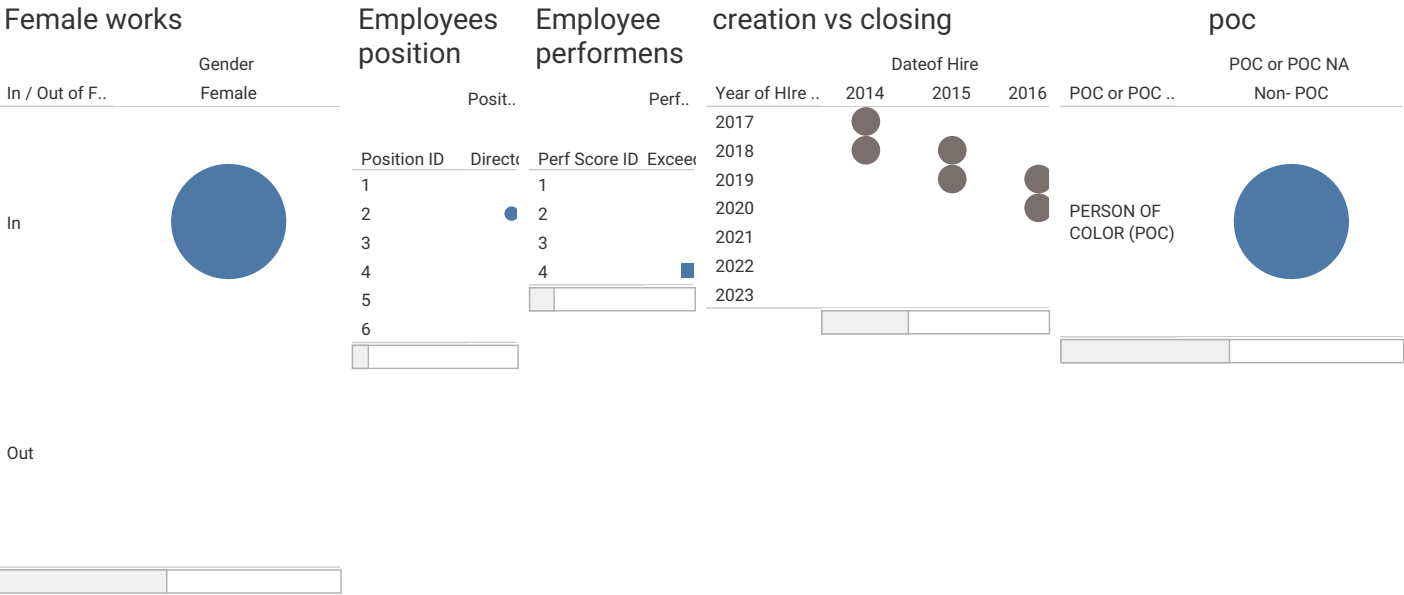 Female works
Gender
In / Out of F..
Female
In
Out
Employees
position
Posit..
Position ID
Directo
1
2
3
4
5
6
Employee
performens
Perf..
Perf Score ID
Exceed
1
2
3
4
creation vs closing
Dateof Hire
Year of HIre ..
2014
2015
2016
2017
2018
2019
2020
2021
2022
2023
poc
POC or POC NA
POC or POC ..
Non- POC
PERSON OF
COLOR (POC)